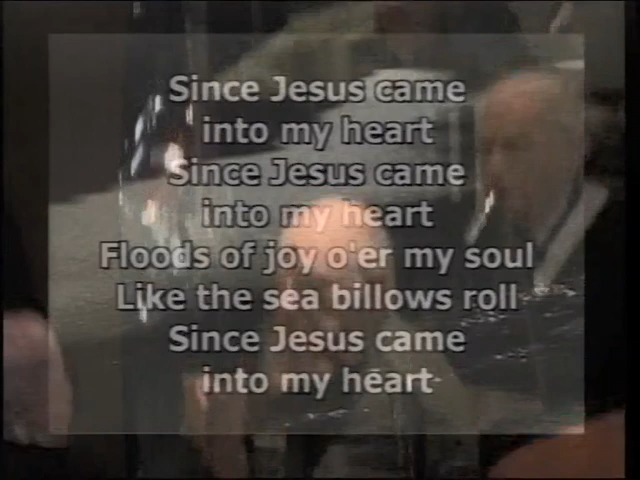 Since Jesus came
into my heart
Since Jesus came
into my heart
Floods of joy o'er my soul
Like the sea billows roll
Since Jesus came
into my heart